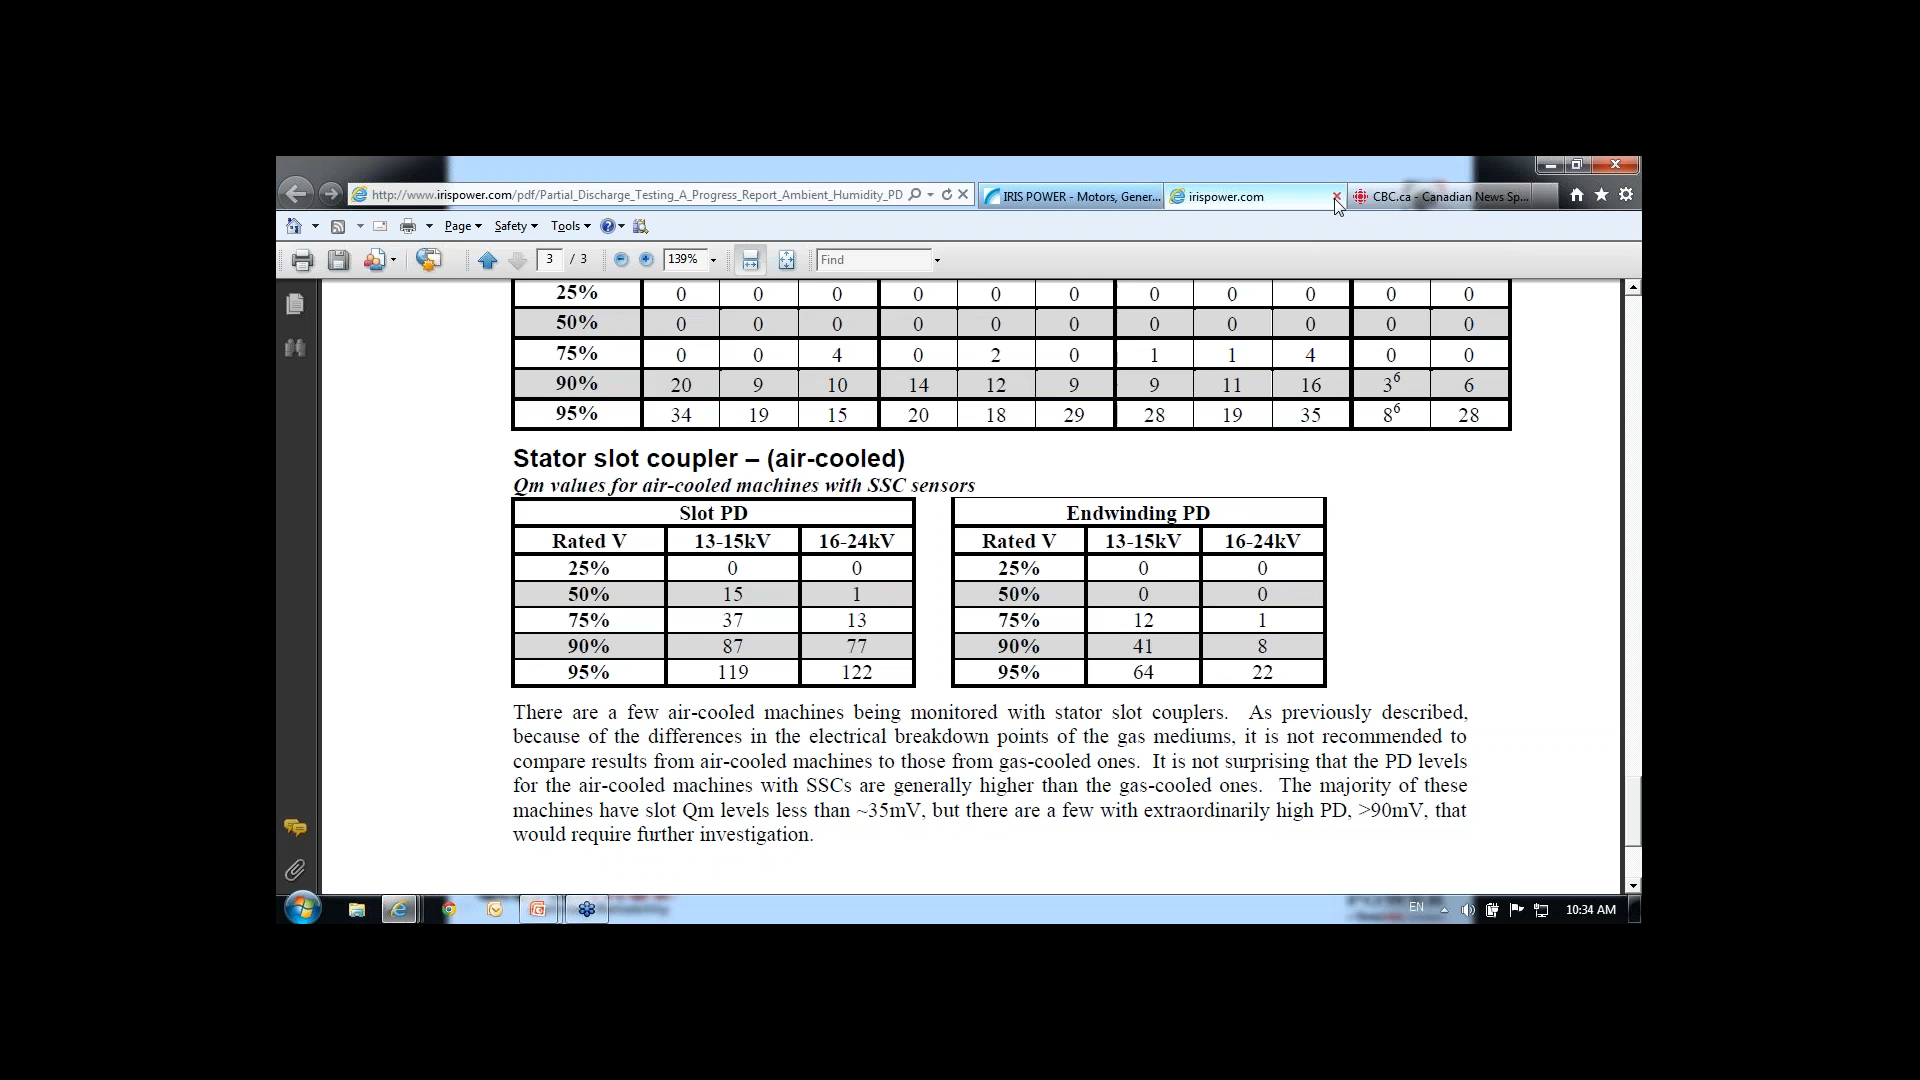 http://www.irispower.com/pdf/Partial_Discharge_Testing_A_Progress_Report_Ambient_Humidity_PD
IRIS POWER - Motors, Gener...
irispower.com
CBC.ca - Canadian News Sp...
Page Safety Tools
3 / 3 139% Find
25% 0 0 0 0 0 0 0 0 0 0 0
50% 0 0 0 0 0 0 0 0 0 0 0
75% 0 0 4 0 2 0 1 1 4 0 0
90% 20 9 10 14 12 9 9 11 16 3⁶ 6
95% 34 19 15 20 18 29 28 19 35 8⁶ 28
Stator slot coupler – (air-cooled)
Qm values for air-cooled machines with SSC sensors
Slot PD
Rated V 13-15kV 16-24kV
25% 0 0
50% 15 1
75% 37 13
90% 87 77
95% 119 122
Endwinding PD
Rated V 13-15kV 16-24kV
25% 0 0
50% 0 0
75% 12 1
90% 41 8
95% 64 22
There are a few air-cooled machines being monitored with stator slot couplers. As previously described,
because of the differences in the electrical breakdown points of the gas mediums, it is not recommended to
compare results from air-cooled machines to those from gas-cooled ones. It is not surprising that the PD levels
for the air-cooled machines with SSCs are generally higher than the gas-cooled ones. The majority of these
machines have slot Qm levels less than ~35mV, but there are a few with extraordinarily high PD, >90mV, that
would require further investigation.
EN 10:34 AM